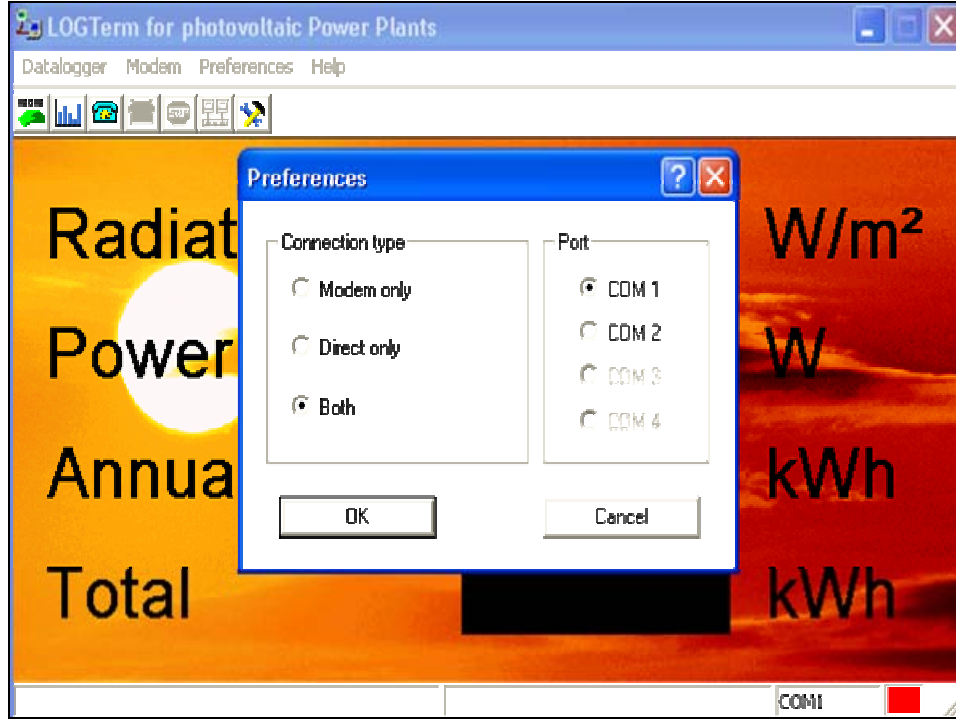 LOGTerm for photovoltaic Power Plants
Datalogger Modem Preferences Help
Preferences
Connection type
Modem only
Direct only
Both
Port
COM 1
COM 2
COM 3
COM 4
OK
Cancel
Radiat W/m²
Power W
Annua kWh
Total kWh
COM1